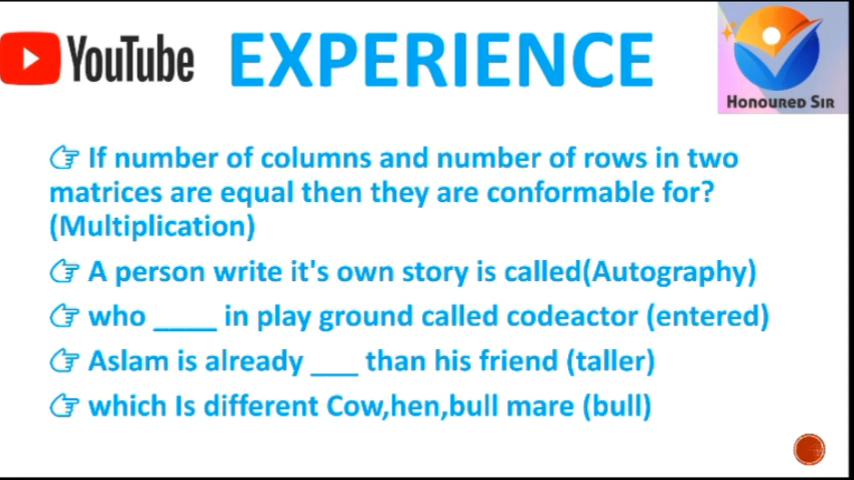 YouTube EXPERIENCE
HONOURED SIR
👉 If number of columns and number of rows in two
matrices are equal then they are conformable for?
(Multiplication)
👉 A person write it's own story is called(Autography)
👉 who ____ in play ground called codeactor (entered)
👉 Aslam is already ___ than his friend (taller)
👉 which Is different Cow,hen,bull mare (bull)